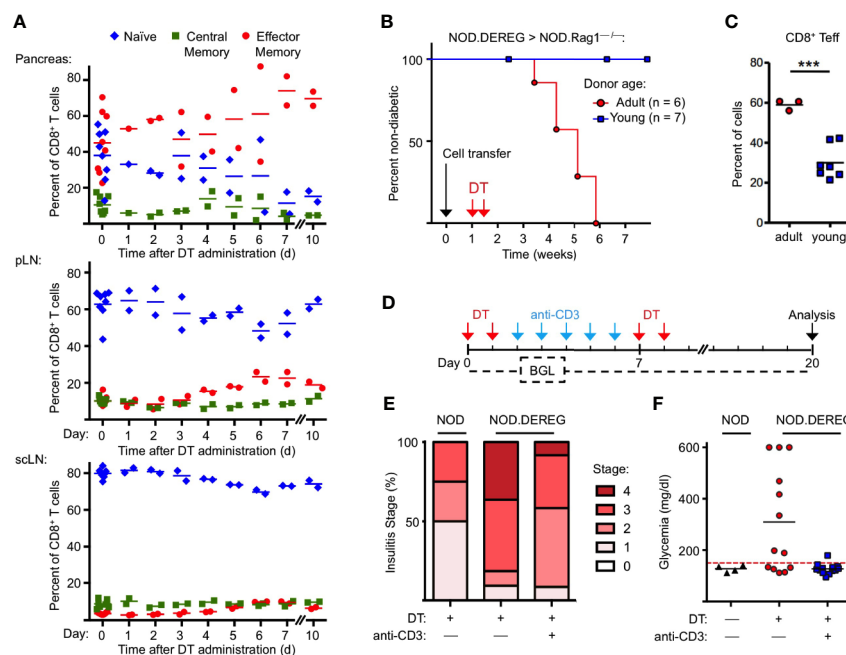 A
Naïve
Central Memory
Effector Memory
Pancreas:
Percent of CD8⁺ T cells
80
60
40
20
0
0 1 2 3 4 5 6 7 10
Time after DT administration (d)
pLN:
Percent of CD8⁺ T cells
80
60
40
20
0
Day: 0 1 2 3 4 5 6 7 10
Time after DT administration (d)
scLN:
Percent of CD8⁺ T cells
80
60
40
20
0
Day: 0 1 2 3 4 5 6 7 10
Time after DT administration (d)
B
NOD.DEREG > NOD.Rag1⁻/⁻:
Percent non-diabetic
100
50
Donor age:
Adult (n = 6)
Young (n = 7)
Cell transfer
DT
0 1 2 3 4 5 6 7
Time (weeks)
C
CD8⁺ Teff
***
Percent of cells
80
60
40
20
0
adult young
D
DT anti-CD3 DT Analysis
Day 0 7 20
BGL
E
NOD NOD.DEREG
Insulitis Stage (%)
100
50
Stage:
4
3
2
1
0
DT: + + +
anti-CD3: — — +
F
NOD NOD.DEREG
Glycemia (mg/dl)
600
400
200
0
DT: — + +
anti-CD3: — — +